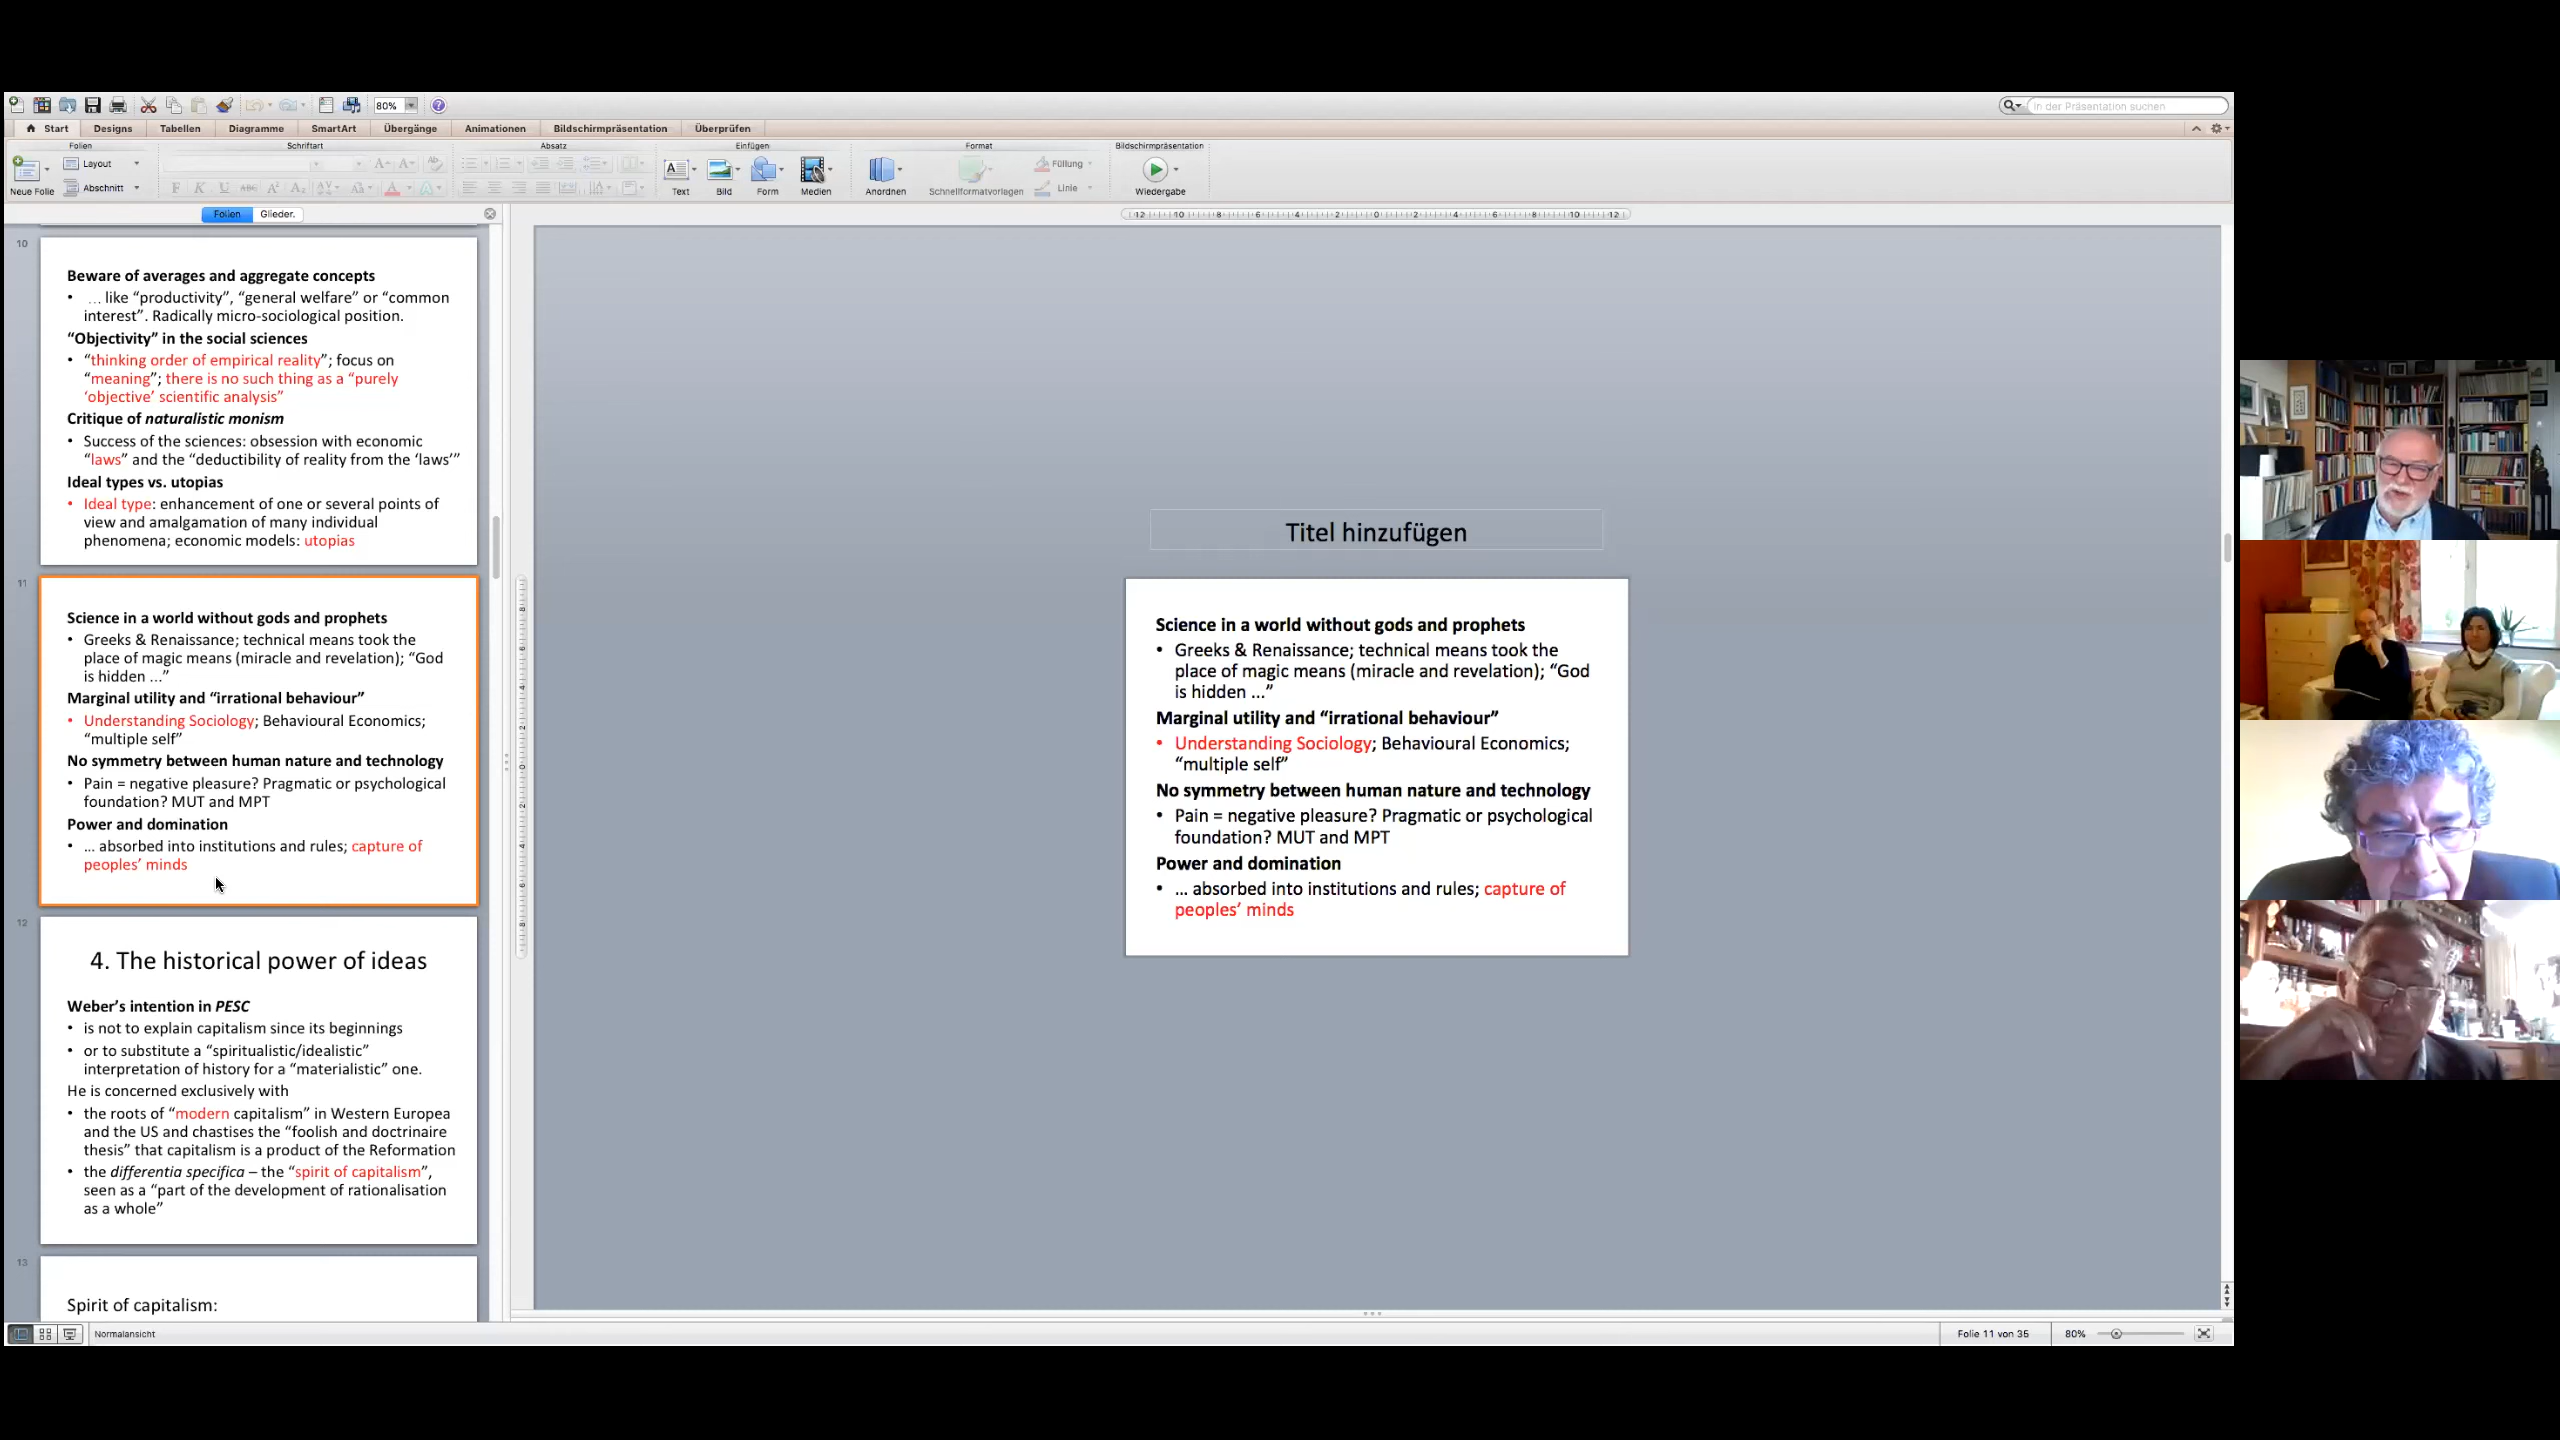 80%
In der Präsentation suchen
Start
Designs
Tabellen
Diagramme
SmartArt
Übergänge
Animationen
Bildschirmpräsentation
Überprüfen
Folien
Schriftart
Absatz
Einfügen
Format
Bildschirmpräsentation
Neue Folie
Layout
Abschnitt
Text
Bild
Form
Medien
Anordnen
Schnellformatvorlagen
Füllung
Linie
Wiedergabe
Folien
Glieder.
10
Beware of averages and aggregate concepts
• … like “productivity”, “general welfare” or “common
interest”. Radically micro-sociological position.
“Objectivity” in the social sciences
• “thinking order of empirical reality”; focus on
“meaning”; there is no such thing as a “purely
‘objective’ scientific analysis”
Critique of naturalistic monism
• Success of the sciences: obsession with economic
“laws” and the “deductibility of reality from the ‘laws’”
Ideal types vs. utopias
• Ideal type: enhancement of one or several points of
view and amalgamation of many individual
phenomena; economic models: utopias
11
Science in a world without gods and prophets
• Greeks & Renaissance; technical means took the
place of magic means (miracle and revelation); “God
is hidden …”
Marginal utility and “irrational behaviour”
• Understanding Sociology; Behavioural Economics;
“multiple self”
No symmetry between human nature and technology
• Pain = negative pleasure? Pragmatic or psychological
foundation? MUT and MPT
Power and domination
• … absorbed into institutions and rules; capture of
peoples’ minds
12
4. The historical power of ideas
Weber’s intention in PESC
• is not to explain capitalism since its beginnings
• or to substitute a “spiritualistic/idealistic”
interpretation of history for a “materialistic” one.
He is concerned exclusively with
• the roots of “modern capitalism” in Western Europea
and the US and chastises the “foolish and doctrinaire
thesis” that capitalism is a product of the Reformation
• the differentia specifica – the “spirit of capitalism”,
seen as a “part of the development of rationalisation
as a whole”
13
Spirit of capitalism:
Titel hinzufügen
Science in a world without gods and prophets
• Greeks & Renaissance; technical means took the
place of magic means (miracle and revelation); “God
is hidden …”
Marginal utility and “irrational behaviour”
• Understanding Sociology; Behavioural Economics;
“multiple self”
No symmetry between human nature and technology
• Pain = negative pleasure? Pragmatic or psychological
foundation? MUT and MPT
Power and domination
• … absorbed into institutions and rules; capture of
peoples’ minds
Normalansicht
Folie 11 von 35
80%